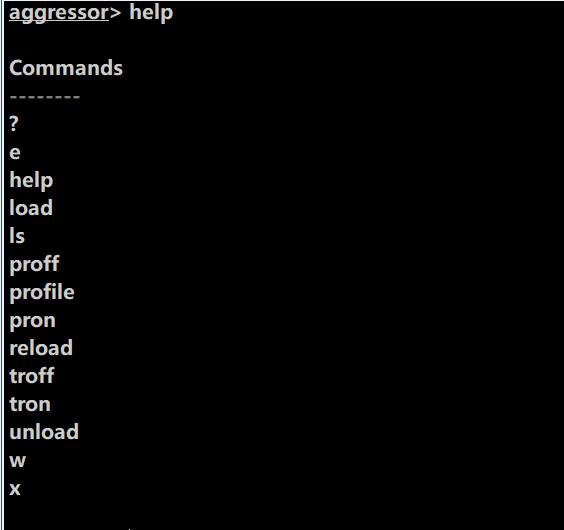 aggressor> help
Commands
--------
?
e
help
load
ls
proff
profile
pron
reload
troff
tron
unload
w
x